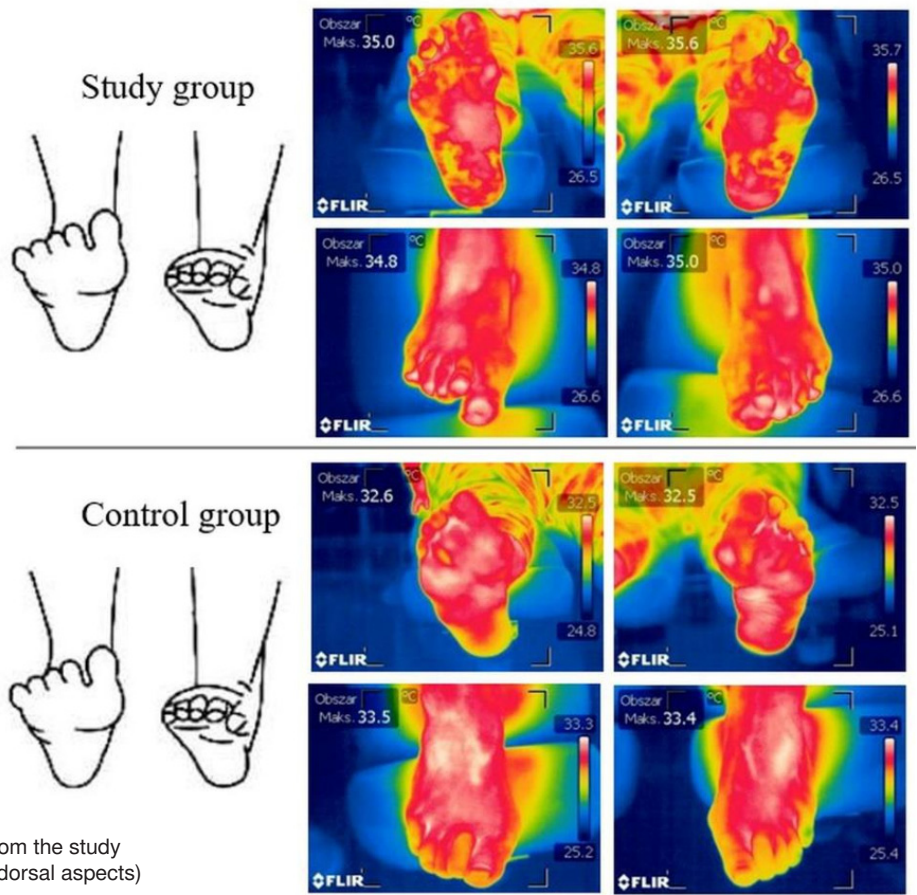 Study group
Obszar °C
Maks. 35.0
35.6
26.5
FLIR
Obszar °C
Maks. 35.6
35.7
26.5
FLIR
Obszar °C
Maks. 34.8
34.8
26.6
FLIR
Obszar °C
Maks. 35.0
35.0
26.6
FLIR
Control group
Obszar °C
Maks. 32.6
32.5
24.8
FLIR
Obszar °C
Maks. 32.5
32.5
25.1
FLIR
Obszar °C
Maks. 33.5
33.3
25.2
FLIR
Obszar °C
Maks. 33.4
33.4
25.4
FLIR
om the study
dorsal aspects)